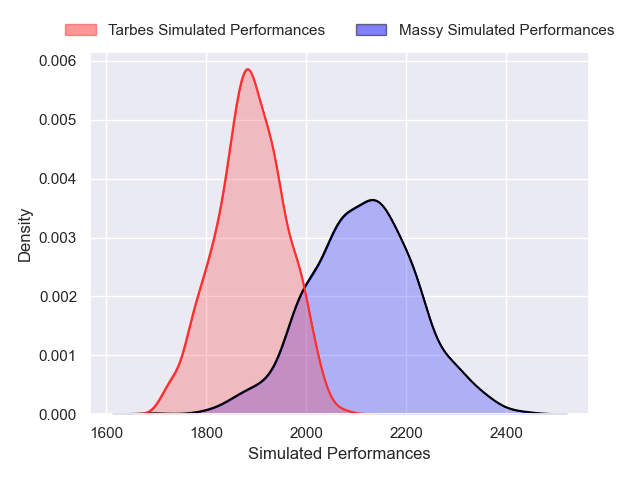 Tarbes Simulated Performances Massy Simulated Performances
0.006
0.005
0.004
0.003
0.002
0.001
0.000
Density
1600 1800 2000 2200 2400
Simulated Performances